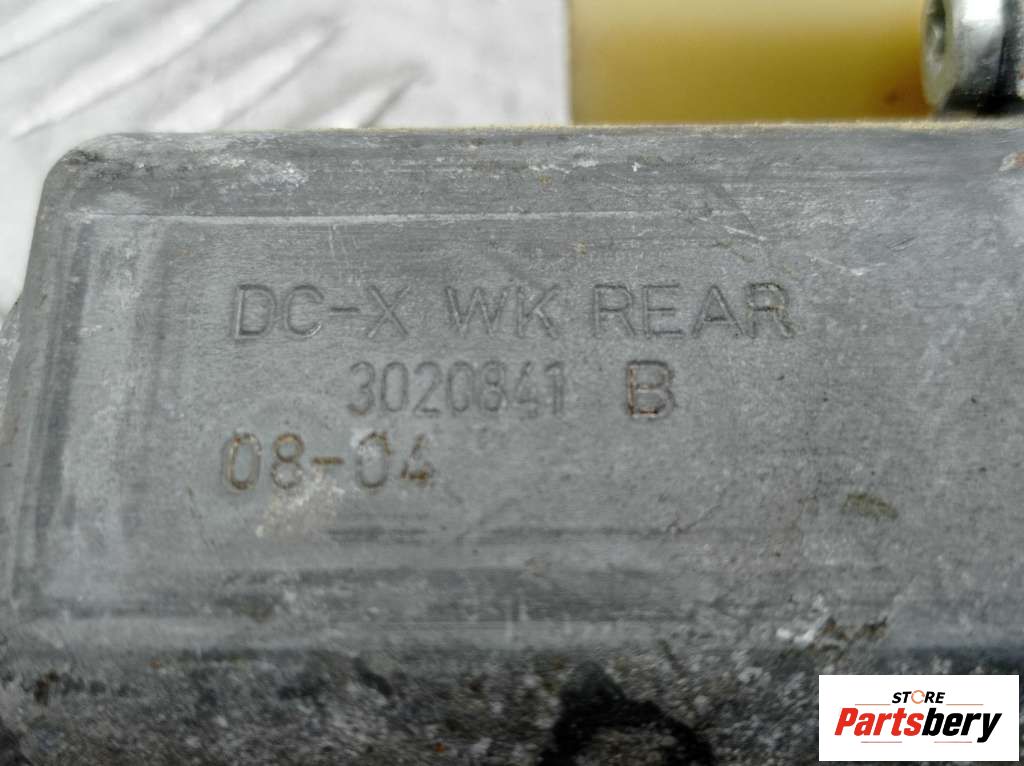 DC-X WK REAR
3020841 B
08-04
STORE
Partsbery